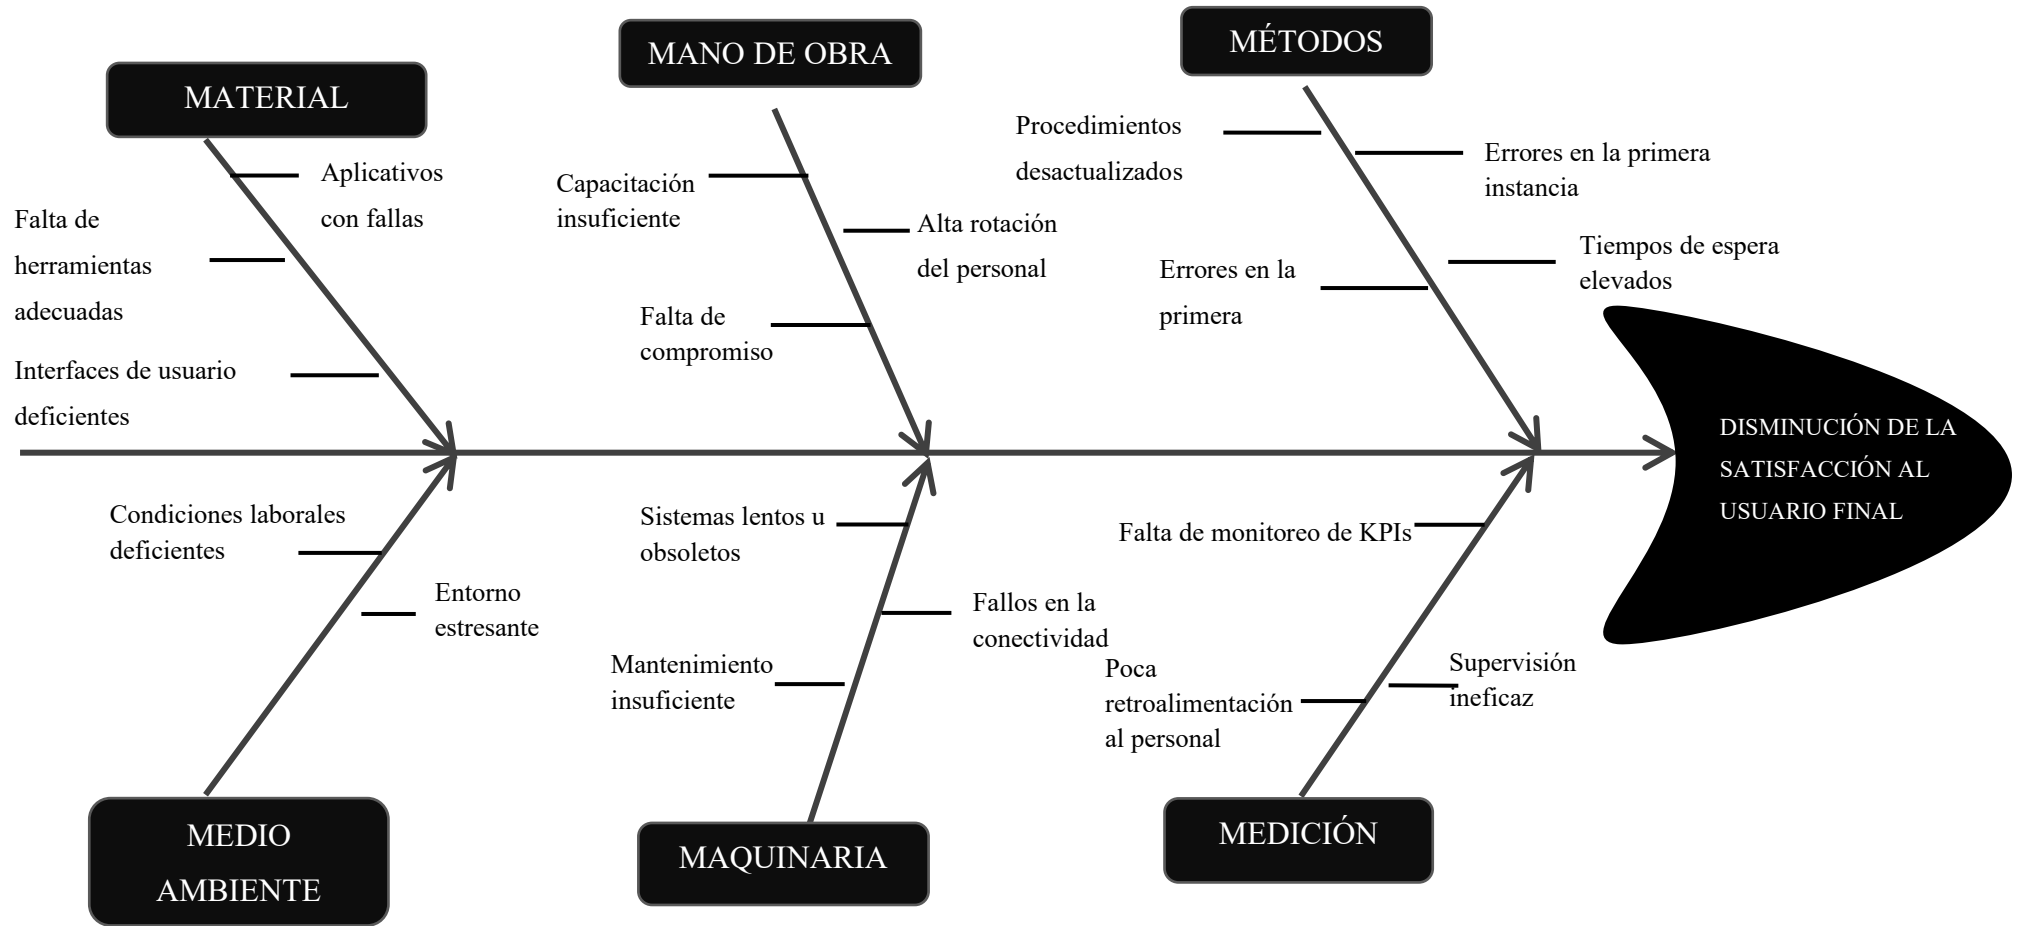 MATERIAL
MANO DE OBRA
MÉTODOS
Aplicativos
con fallas
Falta de
herramientas
adecuadas
Interfaces de usuario
deficientes
Capacitación
insuficiente
Alta rotación
del personal
Falta de
compromiso
Procedimientos
desactualizados
Errores en la primera
instancia
Errores en la
primera
Tiempos de espera
elevados
DISMINUCIÓN DE LA
SATISFACCIÓN AL
USUARIO FINAL
Condiciones laborales
deficientes
Entorno
estresante
Sistemas lentos u
obsoletos
Fallos en la
conectividad
Mantenimiento
insuficiente
Falta de monitoreo de KPIs
Poca
retroalimentación
al personal
Supervisión
ineficaz
MEDIO
AMBIENTE
MAQUINARIA
MEDICIÓN